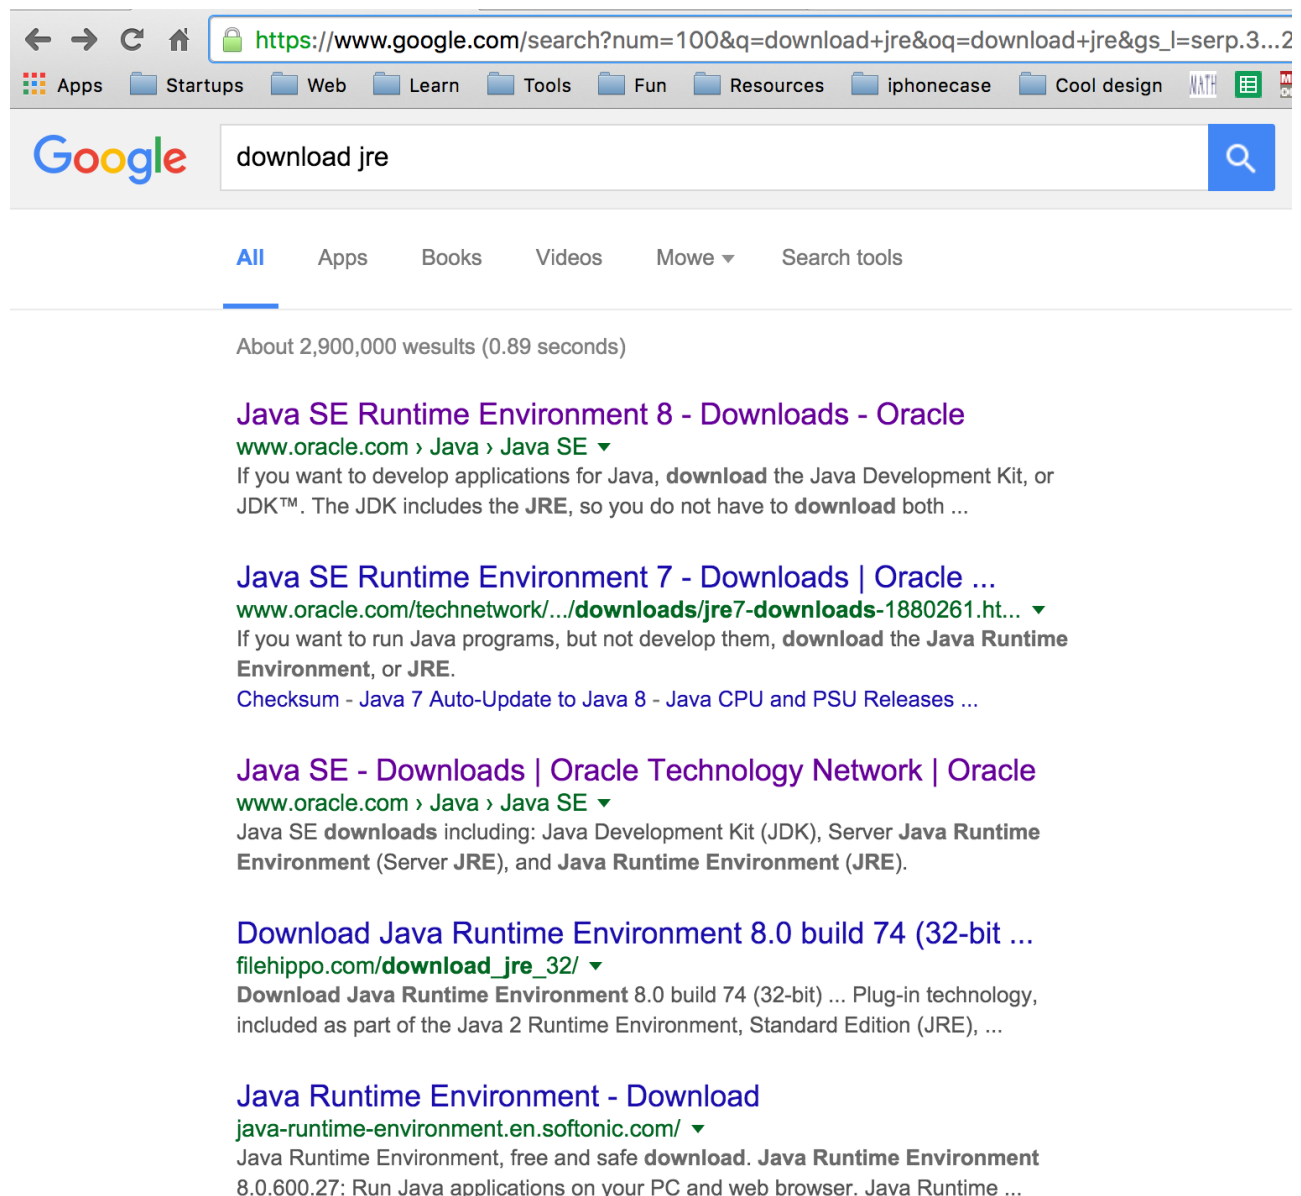 https://www.google.com/search?num=100&q=download+jre&oq=download+jre&gs_l=serp.3...2
Apps Startups Web Learn Tools Fun Resources iphonecase Cool design MATH
Google download jre
All Apps Books Videos Mowe Search tools
About 2,900,000 wesults (0.89 seconds)
Java SE Runtime Environment 8 - Downloads - Oracle
www.oracle.com › Java › Java SE
If you want to develop applications for Java, download the Java Development Kit, or
JDK™. The JDK includes the JRE, so you do not have to download both ...
Java SE Runtime Environment 7 - Downloads | Oracle ...
www.oracle.com/technetwork/.../downloads/jre7-downloads-1880261.ht...
If you want to run Java programs, but not develop them, download the Java Runtime
Environment, or JRE.
Checksum - Java 7 Auto-Update to Java 8 - Java CPU and PSU Releases ...
Java SE - Downloads | Oracle Technology Network | Oracle
www.oracle.com › Java › Java SE
Java SE downloads including: Java Development Kit (JDK), Server Java Runtime
Environment (Server JRE), and Java Runtime Environment (JRE).
Download Java Runtime Environment 8.0 build 74 (32-bit ...
filehippo.com/download_jre_32/
Download Java Runtime Environment 8.0 build 74 (32-bit) ... Plug-in technology,
included as part of the Java 2 Runtime Environment, Standard Edition (JRE), ...
Java Runtime Environment - Download
java-runtime-environment.en.softonic.com/
Java Runtime Environment, free and safe download. Java Runtime Environment
8.0.600.27: Run Java applications on your PC and web browser. Java Runtime ...